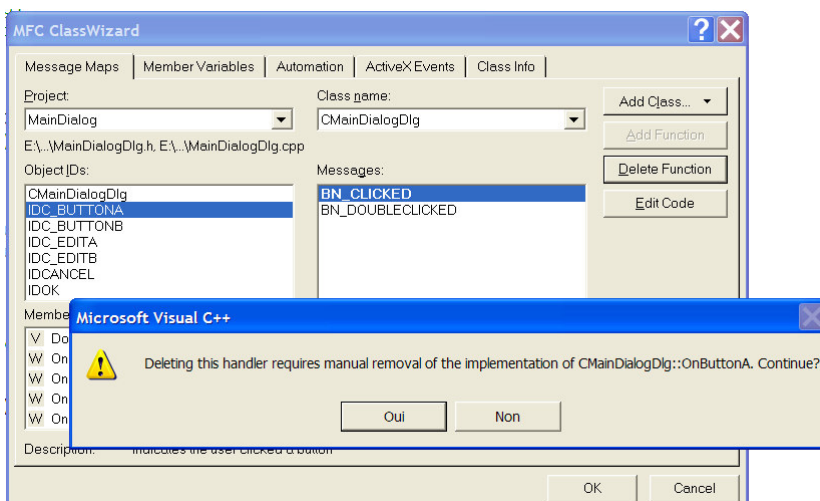 MFC ClassWizard
Message Maps Member Variables Automation ActiveX Events Class Info
Project: Class name:
MainDialog CMainDialogDlg
Add Class...
Add Function
E:\...\MainDialogDlg.h, E:\...\MainDialogDlg.cpp
Object IDs: Messages:
Delete Function
CMainDialogDlg BN_CLICKED
IDC_BUTTONA BN_DOUBLECLICKED
Edit Code
IDC_BUTTONB
IDC_EDITA
IDC_EDITB
IDCANCEL
IDOK
Microsoft Visual C++
V Do
W On
Deleting this handler requires manual removal of the implementation of CMainDialogDlg::OnButtonA. Continue?
W On
W On
W On
Oui Non
Description: Indicates the user clicked a button
OK Cancel